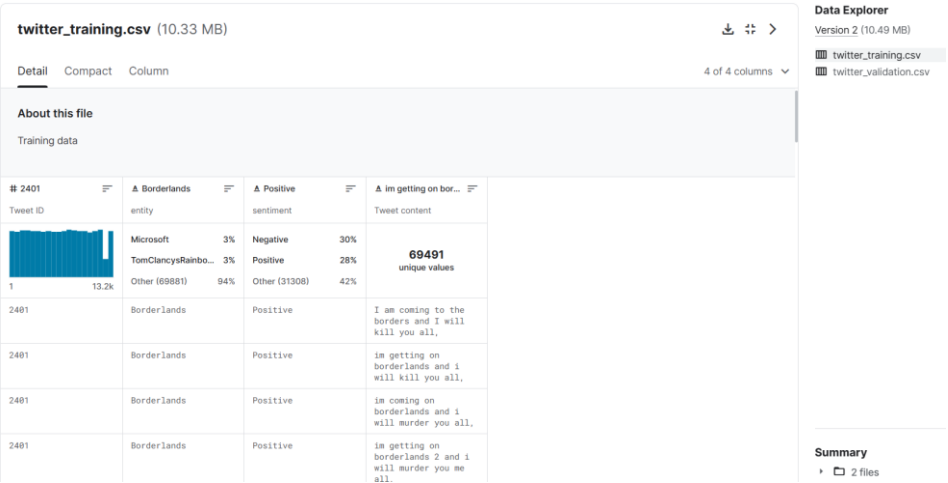 twitter_training.csv (10.33 MB)
Detail Compact Column
4 of 4 columns
About this file
Training data
# 2401 Borderlands Positive im getting on bor...
Tweet ID entity sentiment Tweet content
Microsoft 3% Negative 30%
TomClancysRainbo... 3% Positive 28%
Other (69881) 94% Other (31308) 42%
69491
unique values
1 13.2k
2401 Borderlands Positive I am coming to the
borders and I will
kill you all,
2401 Borderlands Positive im getting on
borderlands and i
will kill you all,
2401 Borderlands Positive im coming on
borderlands and i
will murder you all,
2401 Borderlands Positive im getting on
borderlands 2 and i
will murder you me
all,
Data Explorer
Version 2 (10.49 MB)
twitter_training.csv
twitter_validation.csv
Summary
2 files